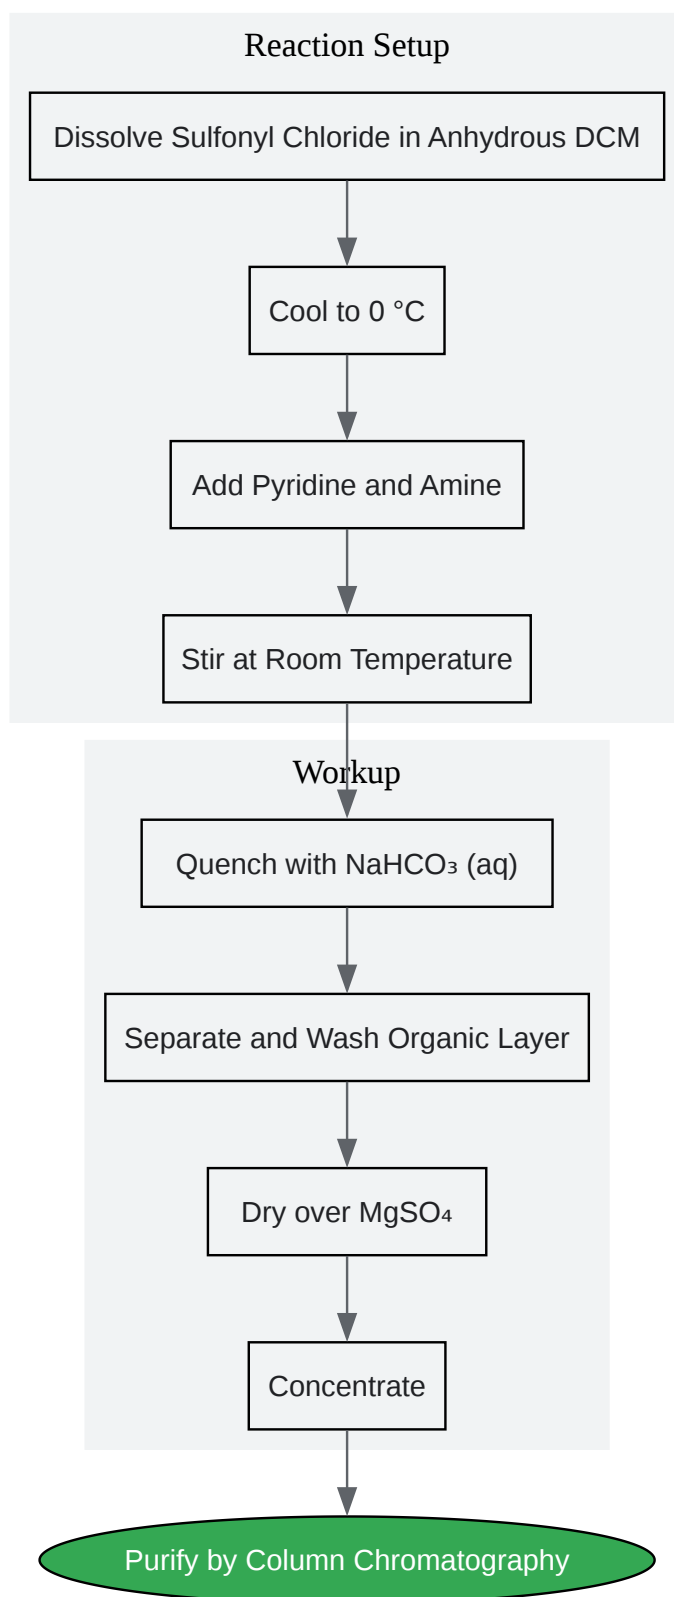 Reaction Setup
Dissolve Sulfonyl Chloride in Anhydrous DCM
Cool to 0 °C
Add Pyridine and Amine
Stir at Room Temperature
Workup
Quench with NaHCO₃ (aq)
Separate and Wash Organic Layer
Dry over MgSO₄
Concentrate
Purify by Column Chromatography